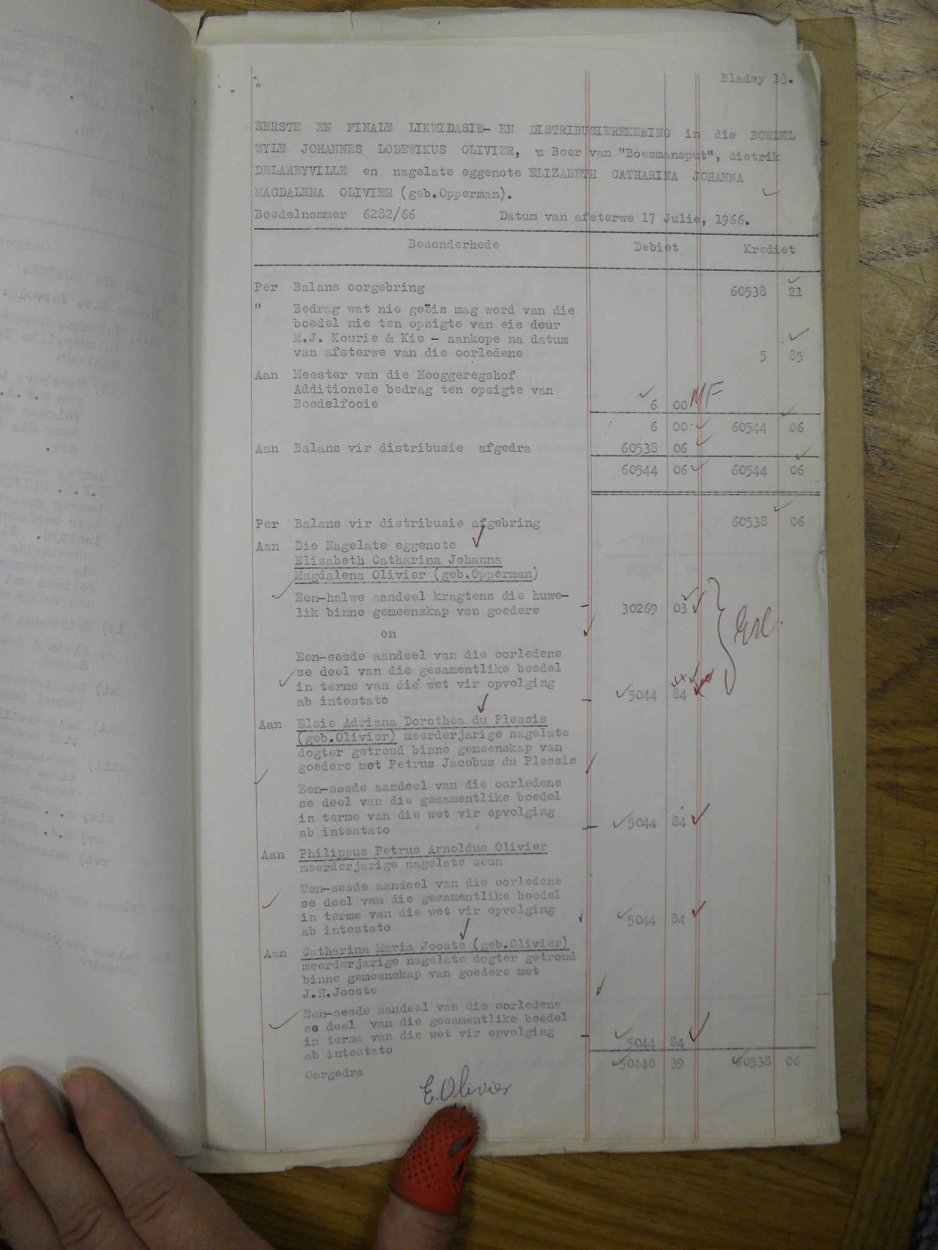 Bladsy 13.
EERSTE EN FINALE LIKWIDASIE- EN DISTRIBUSIEREKENING in die BOEDEL
WYLE JOHANNES LODEWIKUS OLIVIER, 'n Boer van "Boesmansput", distrik
DELAREYVILLE en nagelate eggenote ELIZABETH CATHARINA JOHANNA
MAGDALENA OLIVIER (geb.Opperman).
Boedelnommer 6282/66 Datum van afsterwe 17 Julie, 1966.
Besonderhede Debiet Krediet
Per Balans oorgebring 60538 21
" Bedrag wat nie geëis mag word van die
boedel nie ten opsigte van eis deur
M.J. Mourie & Kie - aankope na datum
van afsterwe van die oorledene 5 85
Aan Meester van die Hooggeregshof
Additionele bedrag ten opsigte van
Boedelfooie 6 00 MF
6 00 60544 06
Aan Balans vir distribusie afgedra 60538 06
60544 06 60544 06
Per Balans vir distribusie afgebring 60538 06
Aan Die Nagelate eggenote
Elizabeth Catharina Johanna
Magdalena Olivier (geb.Opperman)
Een-halwe aandeel kragtens die huwe-
lik binne gemeenskap van goedere 30269 03
en
Een-sesde aandeel van die oorledene
se deel van die gesamentlike boedel
in terme van die wet vir opvolging
ab intestato 5044 84
Aan Elsie Adriana Dorothea du Plessis
(geb.Olivier) meerderjarige nagelate
dogter getroud binne gemeenskap van
goedere met Petrus Jacobus du Plessis
Een-sesde aandeel van die oorledene
se deel van die gesamentlike boedel
in terme van die wet vir opvolging
ab intestato 5044 84
Aan Philippus Petrus Arnoldus Olivier
meerderjarige nagelate seun
Een-sesde aandeel van die oorledene
se deel van die gesamentlike boedel
in terme van die wet vir opvolging
ab intestato 5044 84
Aan Catharina Maria Jooste (geb.Olivier)
meerderjarige nagelate dogter getroud
binne gemeenskap van goedere met
J.H.Jooste
Een-sesde aandeel van die oorledene
se deel van die gesamentlike boedel
in terme van die wet vir opvolging
ab intestato 5044 84
Oorgedra 50448 39 60538 06
E. Olivier